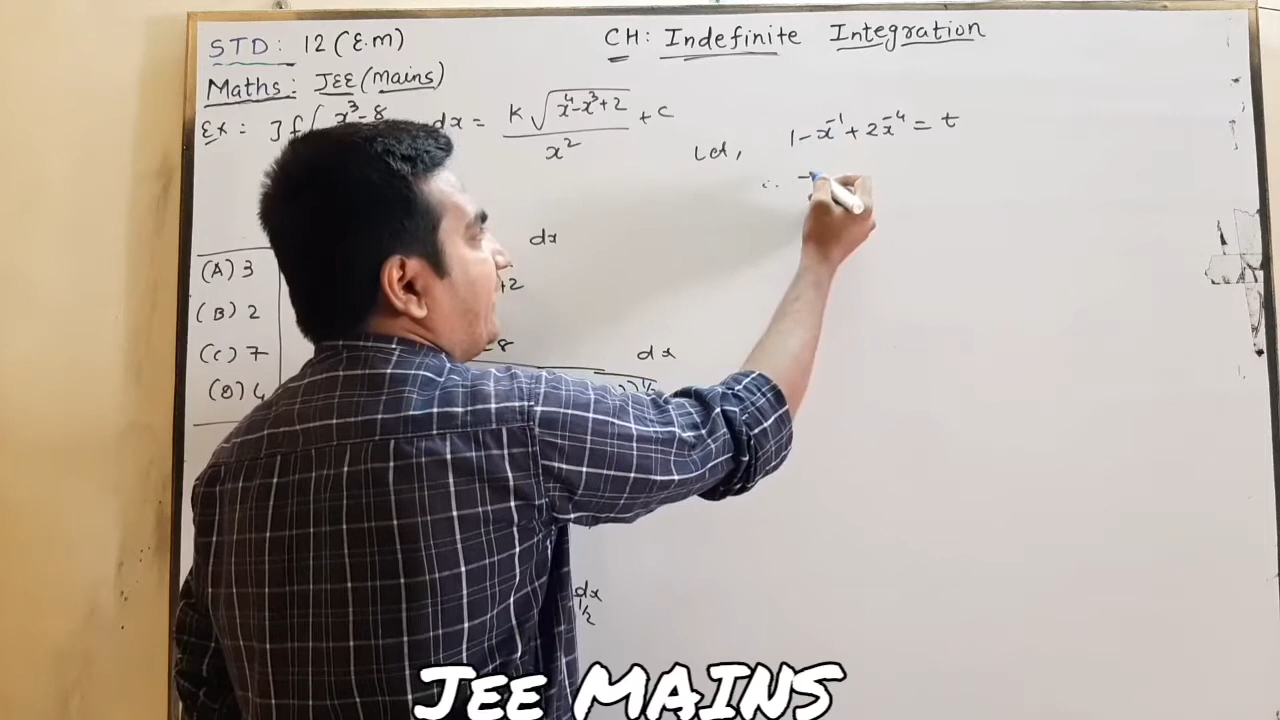 STD: 12 (E.M)
CH: Indefinite Integration
Maths: JEE (Mains)
Ex: If ∫ x³-8 dx = K√(x⁴-x³+2) / x² + C
Let, 1-x⁻¹+2x⁻⁴ = t
∴ -
dx
+2
(A) 3
(B) 2
(C) 7
(D) 4
-8 dx
1/2
dx
1/2
JEE MAINS